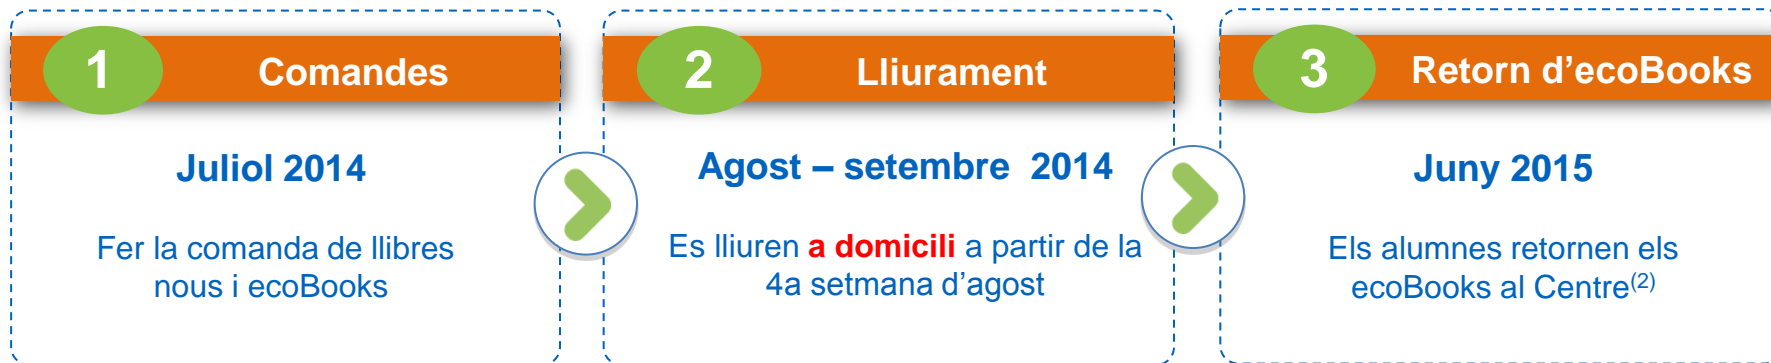 1 Comandes
Juliol 2014
Fer la comanda de llibres
nous i ecoBooks
2 Lliurament
Agost – setembre 2014
Es lliuren a domicili a partir de la
4a setmana d’agost
3 Retorn d’ecoBooks
Juny 2015
Els alumnes retornen els
ecoBooks al Centre(2)